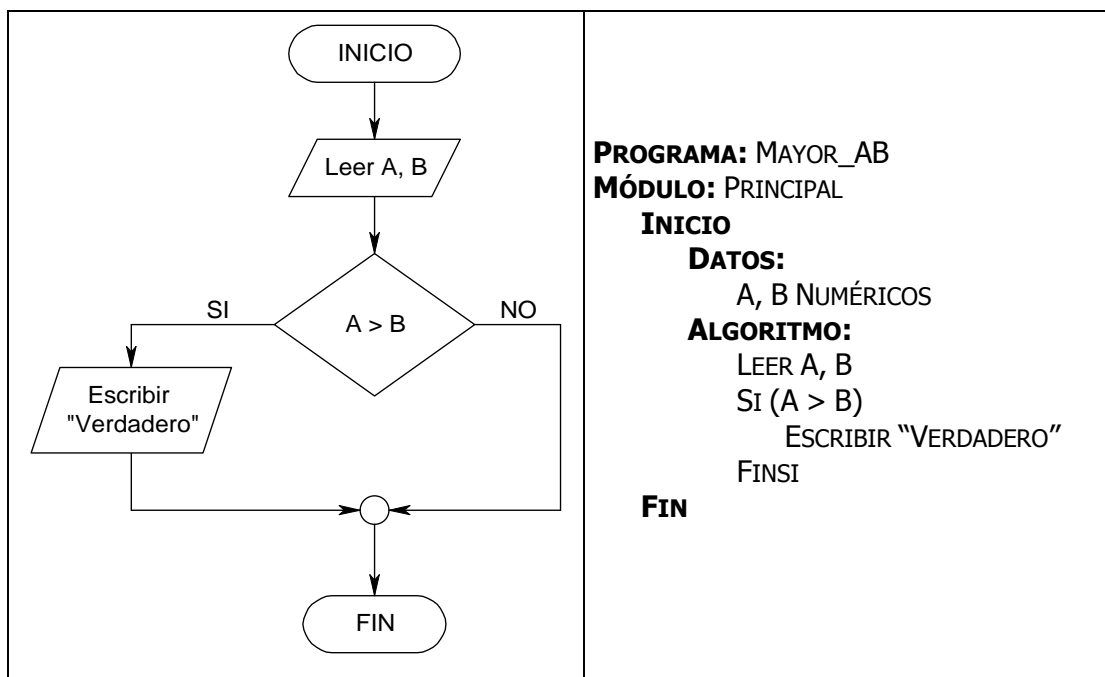 INICIO
Leer A, B
A > B
SI
NO
Escribir
"Verdadero"
FIN
PROGRAMA: MAYOR_AB
MÓDULO: PRINCIPAL
INICIO
DATOS:
A, B NUMÉRICOS
ALGORITMO:
LEER A, B
SI (A > B)
ESCRIBIR “VERDADERO”
FINSI
FIN